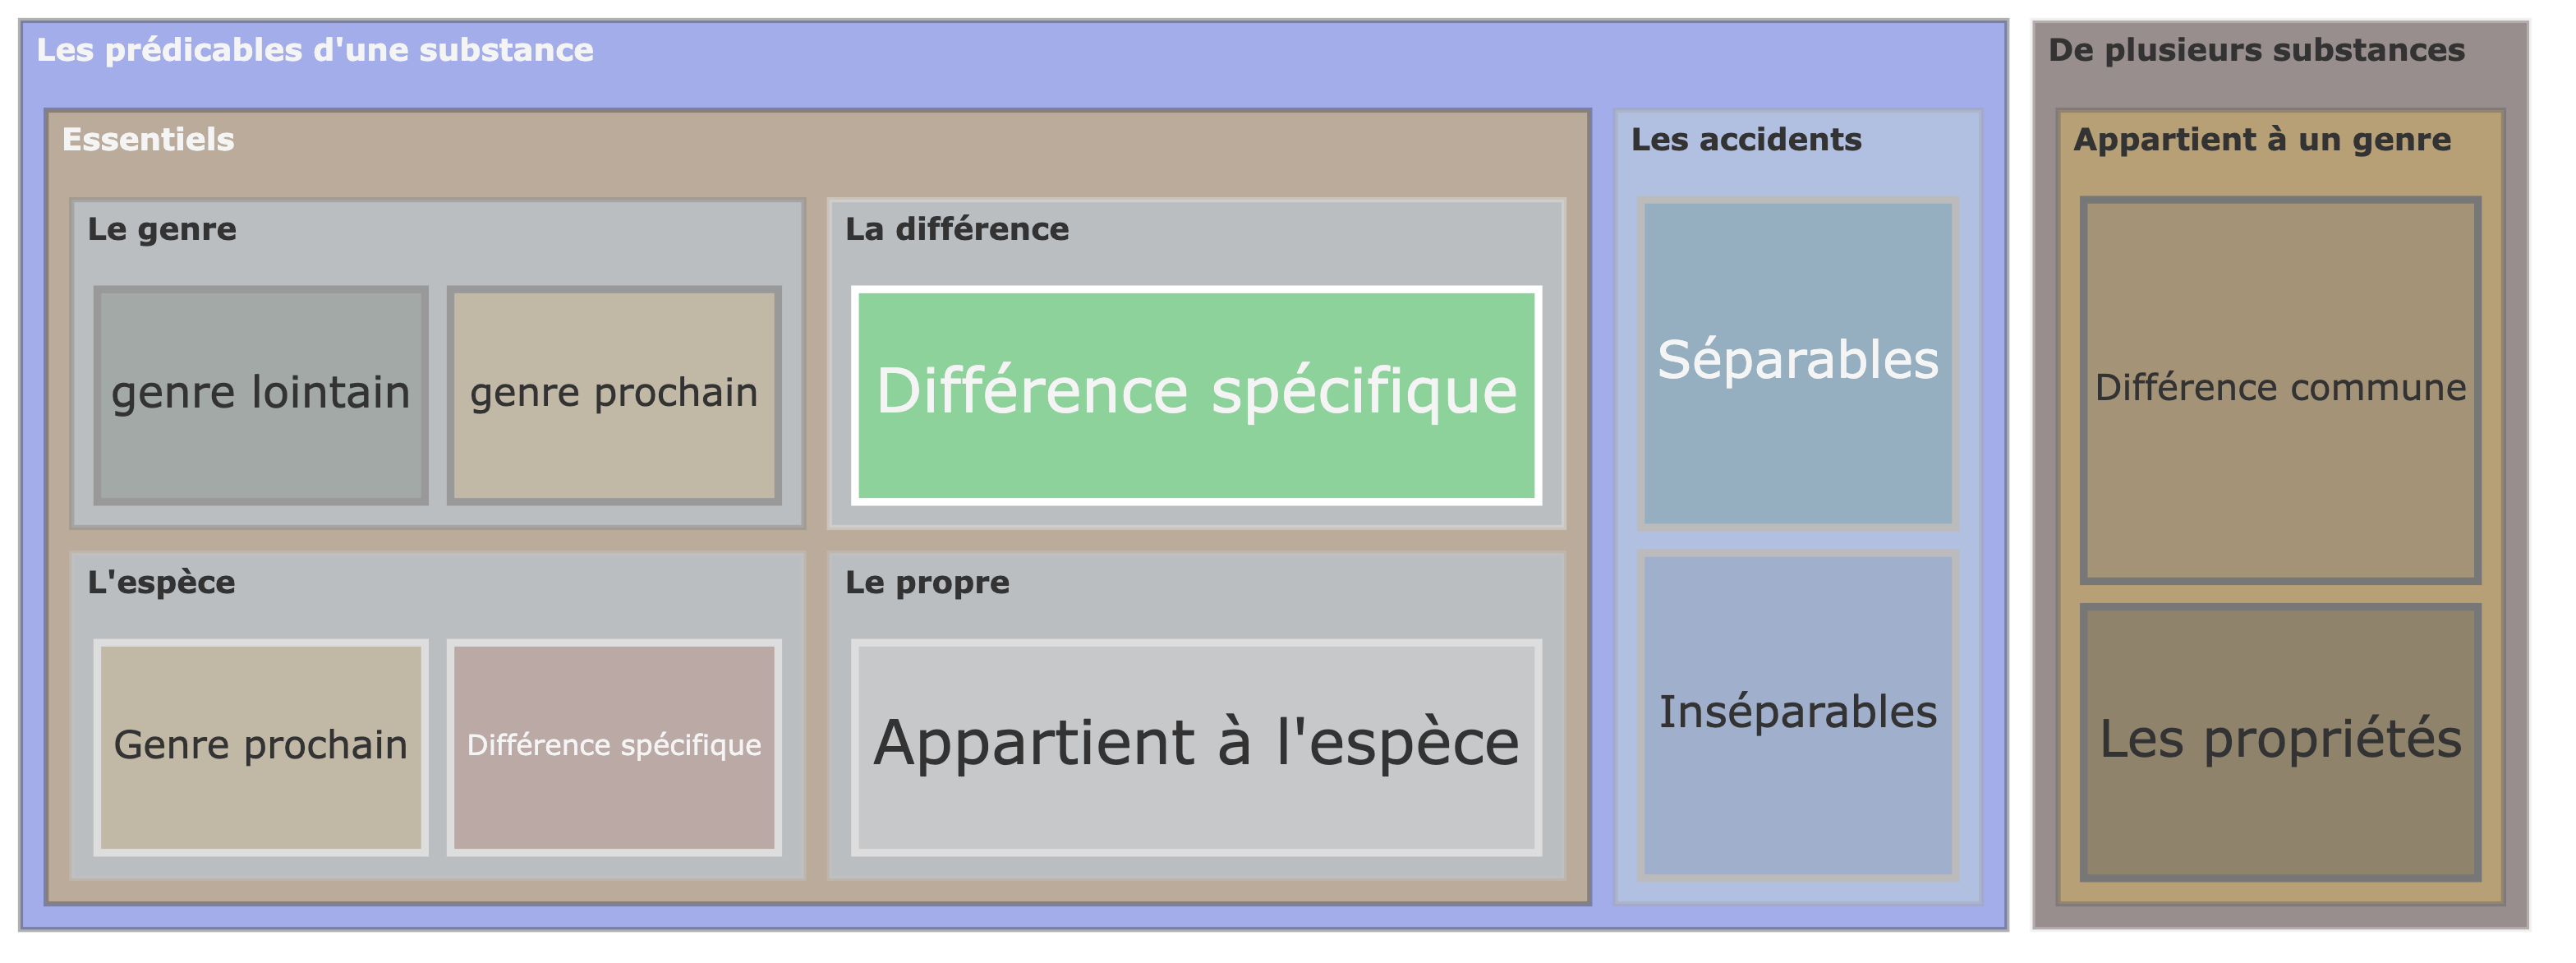 Les prédicables d'une substance
Essentiels
Le genre
genre lointain
genre prochain
La différence
Différence spécifique
L'espèce
Genre prochain
Différence spécifique
Le propre
Appartient à l'espèce
Les accidents
Séparables
Inséparables
De plusieurs substances
Appartient à un genre
Différence commune
Les propriétés